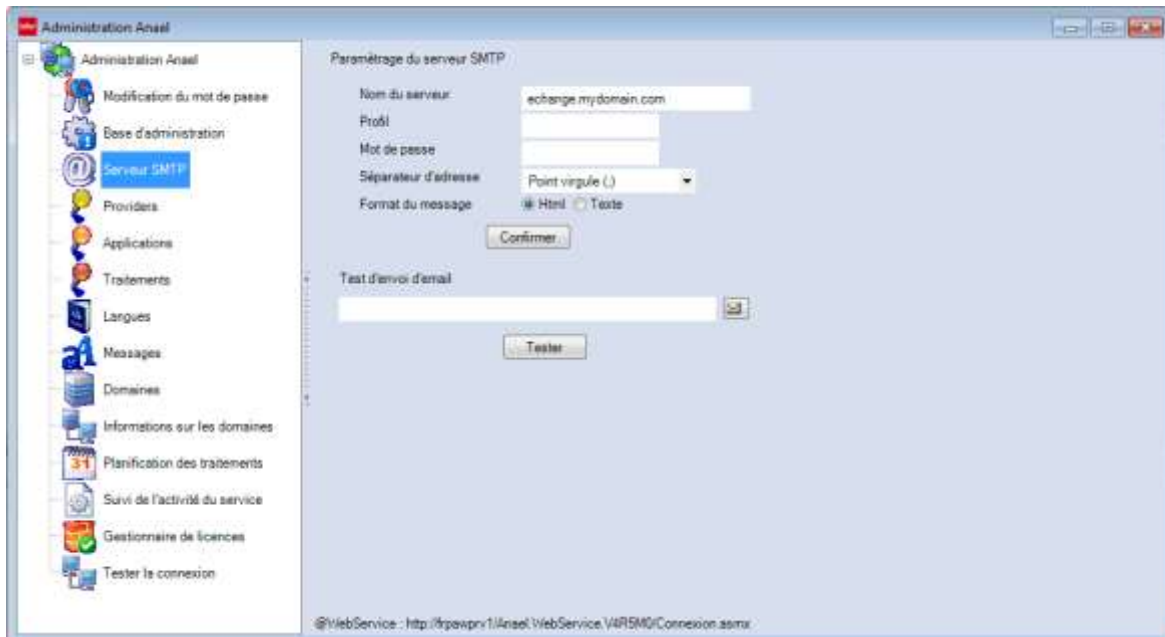 Administration Anael
Administration Anael
Modification du mot de passe
Base d'administration
Serveur SMTP
Providers
Applications
Traitements
Langues
Messages
Domaines
Informations sur les domaines
31
Planification des traitements
Suivi de l'activité du service
Gestionnaire de licences
Tester la connexion
Paramétrage du serveur SMTP
Nom du serveur echange.mydomain.com
Profil
Mot de passe
Séparateur d'adresse Point virgule (;)
Format du message Html Texte
Confirmer
Test d'envoi d'email
Tester
@WebService : http://frpawprv1/Anael.WebService.V4R5M0/Connexion.asmx